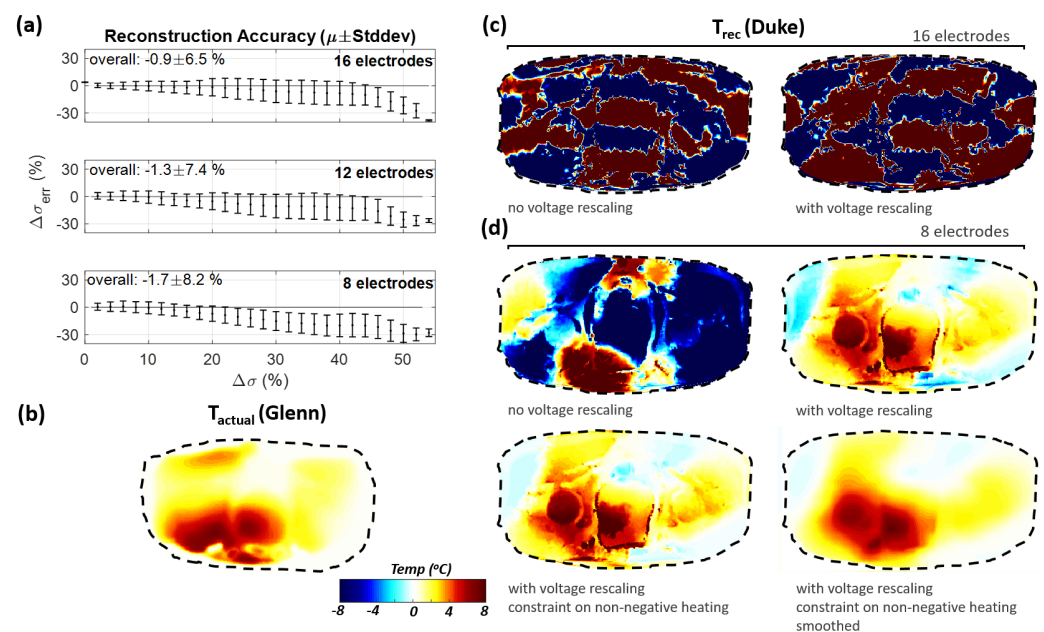 (a)
Reconstruction Accuracy (μ±Stddev)
30
0
-30
overall: -0.9±6.5 %
16 electrodes
30
0
-30
overall: -1.3±7.4 %
12 electrodes
30
0
-30
overall: -1.7±8.2 %
8 electrodes
Δσerr (%)
0 10 20 30 40 50
Δσ (%)
(b)
Tactual (Glenn)
Temp (ºC)
-8 -4 0 4 8
(c)
Trec (Duke)
16 electrodes
no voltage rescaling
with voltage rescaling
(d)
8 electrodes
no voltage rescaling
with voltage rescaling
with voltage rescaling
constraint on non-negative heating
with voltage rescaling
constraint on non-negative heating
smoothed